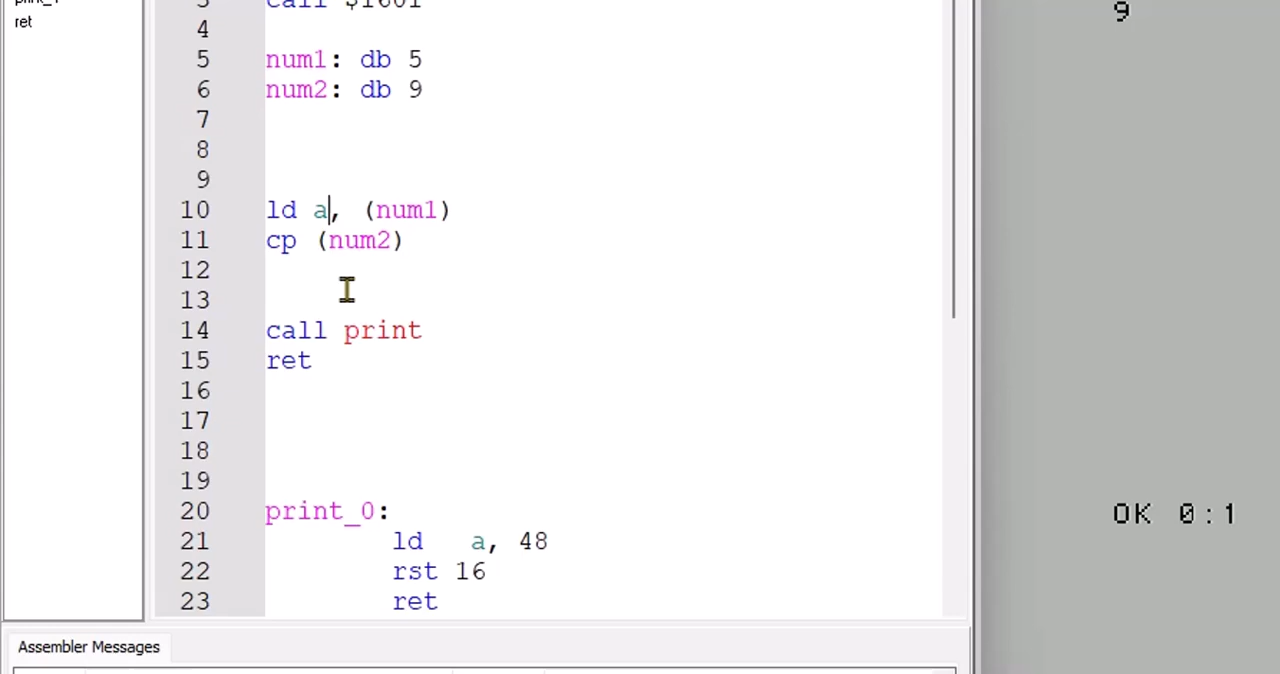 ret
3 call $1601
4
5 num1: db 5
6 num2: db 9
7
8
9
10 ld a, (num1)
11 cp (num2)
12
13
14 call print
15 ret
16
17
18
19
20 print_0:
21 ld a, 48
22 rst 16
23 ret
Assembler Messages
9
OK 0:1